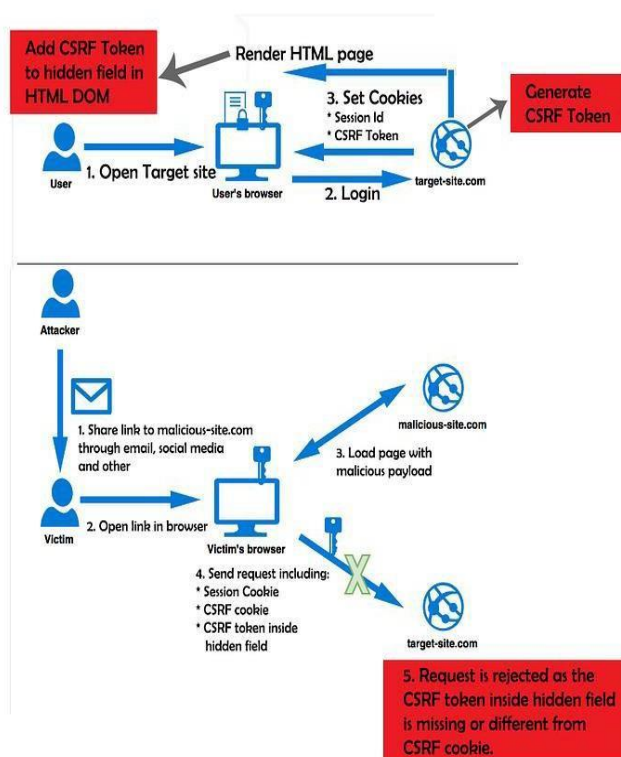 Add CSRF Token
to hidden field in
HTML DOM
Render HTML page
3. Set Cookies
* Session Id
* CSRF Token
Generate
CSRF Token
1. Open Target site
User
User's browser
2. Login
target-site.com
Attacker
1. Share link to malicious-site.com
through email, social media
and other
malicious-site.com
3. Load page with
malicious payload
Victim
2. Open link in browser
Victim's browser
4. Send request including:
* Session Cookie
* CSRF cookie
* CSRF token inside
hidden field
X
target-site.com
5. Request is rejected as the
CSRF token inside hidden field
is missing or different from
CSRF cookie.